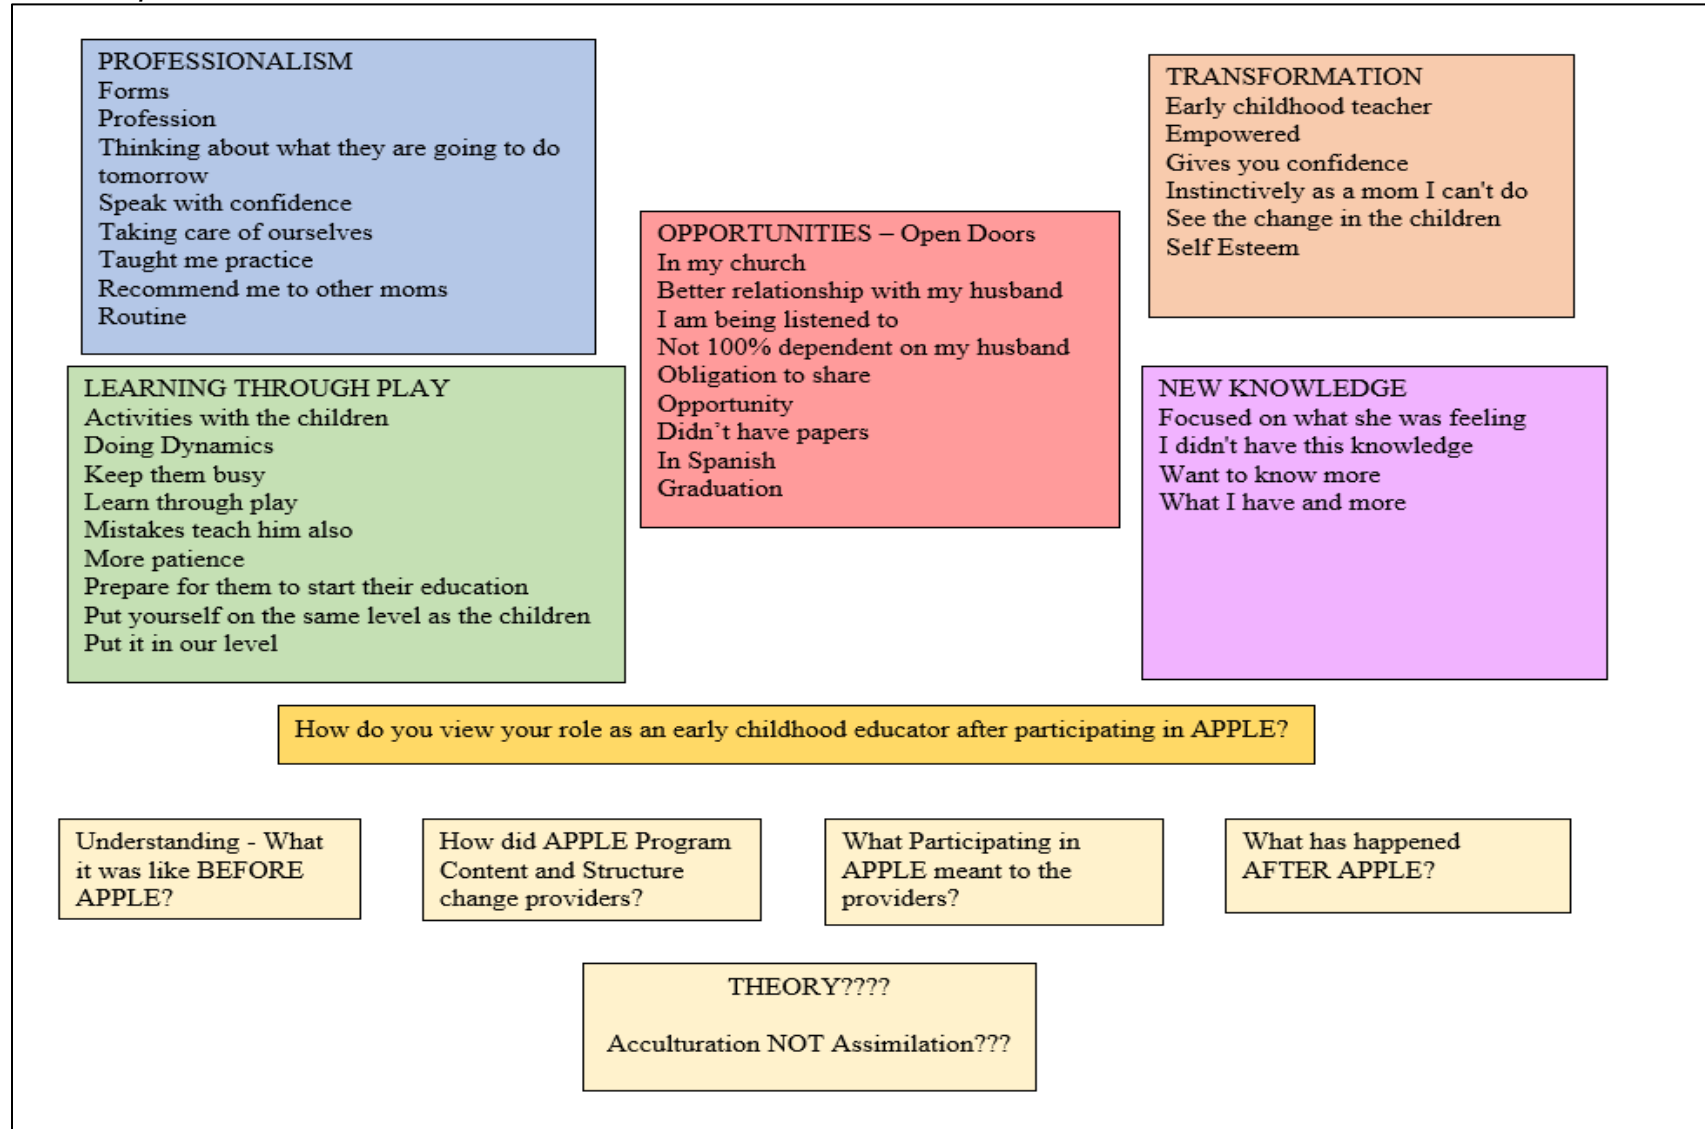 PROFESSIONALISM
Forms
Profession
Thinking about what they are going to do
tomorrow
Speak with confidence
Taking care of ourselves
Taught me practice
Recommend me to other moms
Routine
TRANSFORMATION
Early childhood teacher
Empowered
Gives you confidence
Instinctively as a mom I can't do
See the change in the children
Self Esteem
OPPORTUNITIES – Open Doors
In my church
Better relationship with my husband
I am being listened to
Not 100% dependent on my husband
Obligation to share
Opportunity
Didn’t have papers
In Spanish
Graduation
LEARNING THROUGH PLAY
Activities with the children
Doing Dynamics
Keep them busy
Learn through play
Mistakes teach him also
More patience
Prepare for them to start their education
Put yourself on the same level as the children
Put it in our level
NEW KNOWLEDGE
Focused on what she was feeling
I didn't have this knowledge
Want to know more
What I have and more
How do you view your role as an early childhood educator after participating in APPLE?
Understanding - What
it was like BEFORE
APPLE?
How did APPLE Program
Content and Structure
change providers?
What Participating in
APPLE meant to the
providers?
What has happened
AFTER APPLE?
THEORY????
Acculturation NOT Assimilation???